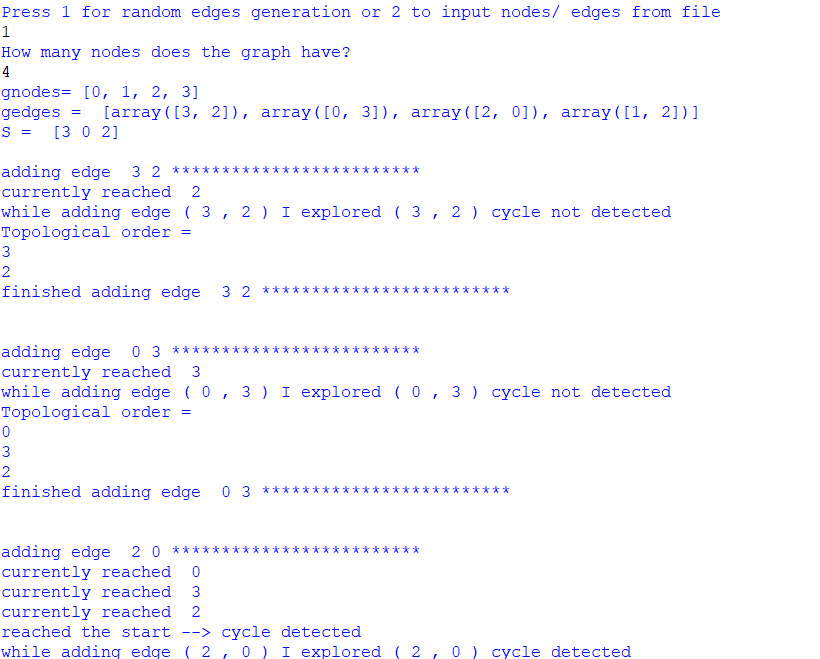 Press 1 for random edges generation or 2 to input nodes/ edges from file
1
How many nodes does the graph have?
4
gnodes= [0, 1, 2, 3]
gedges =  [array([3, 2]), array([0, 3]), array([2, 0]), array([1, 2])]
S =  [3 0 2]
adding edge  3 2 *************************
currently reached  2
while adding edge ( 3 , 2 ) I explored ( 3 , 2 ) cycle not detected
Topological order =
3
2
finished adding edge  3 2 *************************
adding edge  0 3 *************************
currently reached  3
while adding edge ( 0 , 3 ) I explored ( 0 , 3 ) cycle not detected
Topological order =
0
3
2
finished adding edge  0 3 *************************
adding edge  2 0 *************************
currently reached  0
currently reached  3
currently reached  2
reached the start --> cycle detected
while adding edge ( 2 , 0 ) I explored ( 2 , 0 ) cycle detected